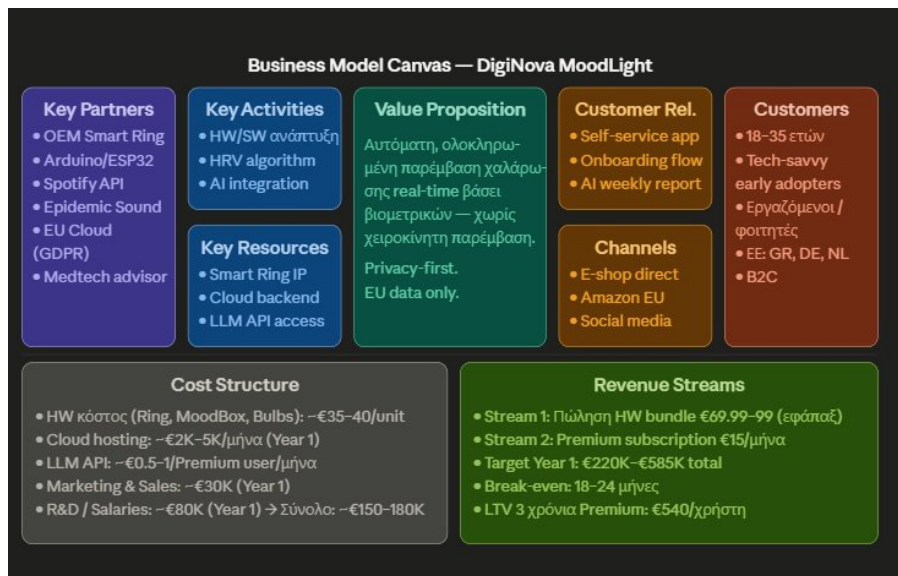 Business Model Canvas — DigiNova MoodLight
Key Partners
• OEM Smart Ring
• Arduino/ESP32
• Spotify API
• Epidemic Sound
• EU Cloud
(GDPR)
• Medtech advisor
Key Activities
• HW/SW ανάπτυξη
• HRV algorithm
• AI integration
Key Resources
• Smart Ring IP
• Cloud backend
• LLM API access
Value Proposition
Αυτόματη, ολοκληρω-
μένη παρέμβαση χαλάρω-
σης real-time βάσει
βιομετρικών — χωρίς
χειροκίνητη παρέμβαση.
Privacy-first.
EU data only.
Customer Rel.
• Self-service app
• Onboarding flow
• AI weekly report
Channels
• E-shop direct
• Amazon EU
• Social media
Customers
• 18–35 ετών
• Tech-savvy
early adopters
• Εργαζόμενοι /
φοιτητές
• ΕΕ: GR, DE, NL
• B2C
Cost Structure
• HW κόστος (Ring, MoodBox, Bulbs): ~€35–40/unit
• Cloud hosting: ~€2K–5K/μήνα (Year 1)
• LLM API: ~€0.5–1/Premium user/μήνα
• Marketing & Sales: ~€30K (Year 1)
• R&D / Salaries: ~€80K (Year 1) → Σύνολο: ~€150–180K
Revenue Streams
• Stream 1: Πώληση HW bundle €69.99–99 (εφάπαξ)
• Stream 2: Premium subscription €15/μήνα
• Target Year 1: €220K–€585K total
• Break-even: 18–24 μήνες
• LTV 3 χρόνια Premium: €540/χρήστη